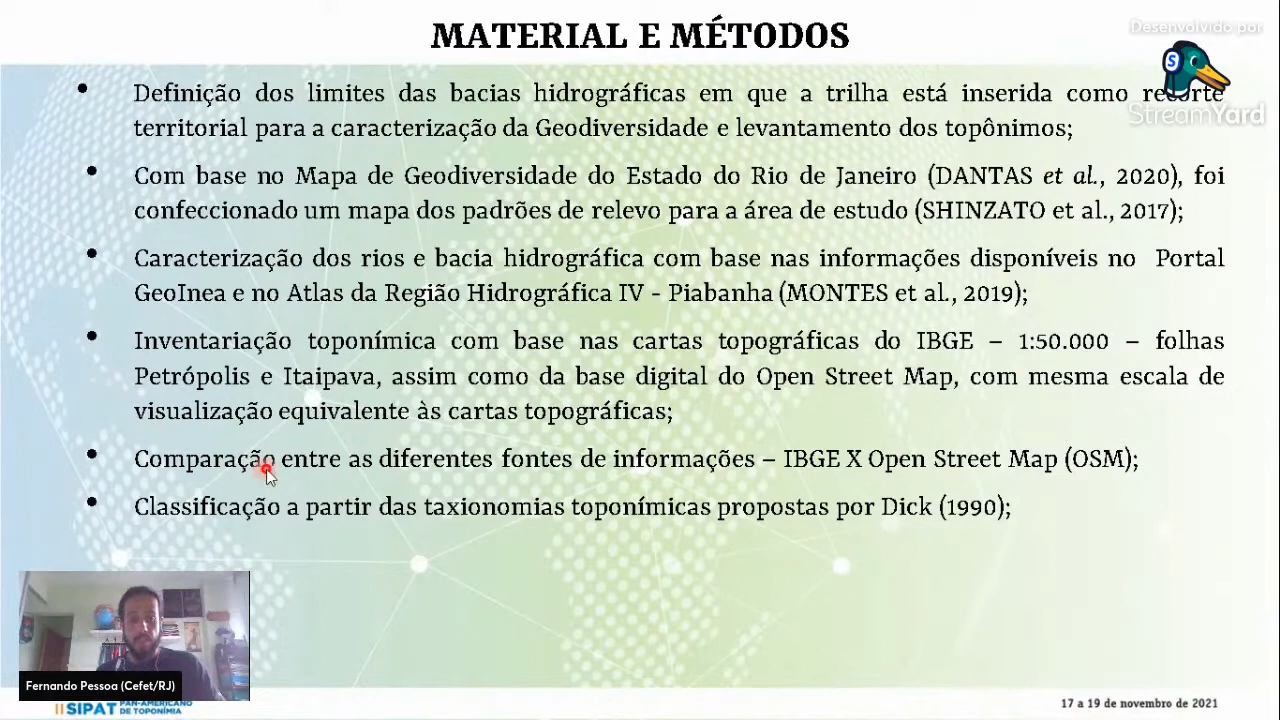 MATERIAL E MÉTODOS
Desenvolvido por
S
StreamYard
• Definição dos limites das bacias hidrográficas em que a trilha está inserida como recorte
territorial para a caracterização da Geodiversidade e levantamento dos topônimos;
• Com base no Mapa de Geodiversidade do Estado do Rio de Janeiro (DANTAS et al., 2020), foi
confeccionado um mapa dos padrões de relevo para a área de estudo (SHINZATO et al., 2017);
• Caracterização dos rios e bacia hidrográfica com base nas informações disponíveis no Portal
GeoInea e no Atlas da Região Hidrográfica IV - Piabanha (MONTES et al., 2019);
• Inventariação toponímica com base nas cartas topográficas do IBGE – 1:50.000 – folhas
Petrópolis e Itaipava, assim como da base digital do Open Street Map, com mesma escala de
visualização equivalente às cartas topográficas;
• Comparação entre as diferentes fontes de informações – IBGE X Open Street Map (OSM);
• Classificação a partir das taxionomias toponímicas propostas por Dick (1990);
Fernando Pessoa (Cefet/RJ)
II SIPAT PAN-AMERICANO
DE TOPONÍMIA
17 a 19 de novembro de 2021